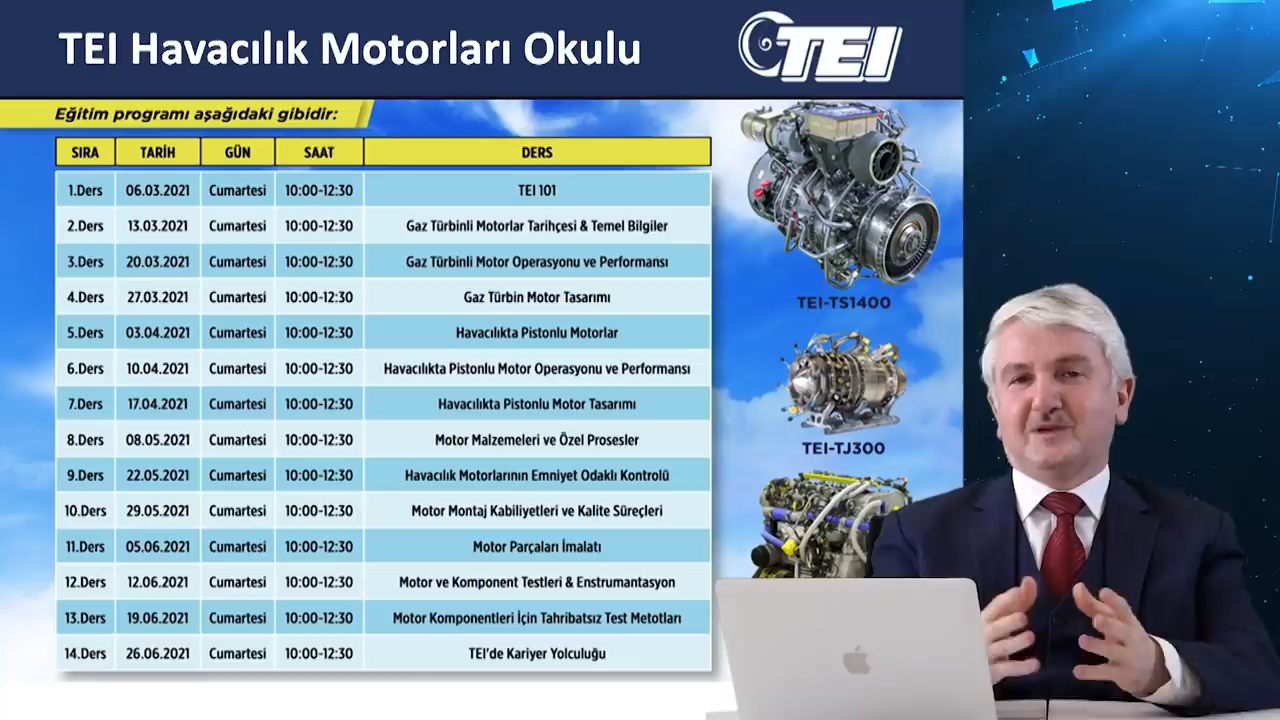 TEI Havacılık Motorları Okulu
TEI
Eğitim programı aşağıdaki gibidir:
SIRA TARİH GÜN SAAT DERS
1.Ders 06.03.2021 Cumartesi 10:00-12:30 TEI 101
2.Ders 13.03.2021 Cumartesi 10:00-12:30 Gaz Türbinli Motorlar Tarihçesi & Temel Bilgiler
3.Ders 20.03.2021 Cumartesi 10:00-12:30 Gaz Türbinli Motor Operasyonu ve Performansı
4.Ders 27.03.2021 Cumartesi 10:00-12:30 Gaz Türbin Motor Tasarımı
5.Ders 03.04.2021 Cumartesi 10:00-12:30 Havacılıkta Pistonlu Motorlar
6.Ders 10.04.2021 Cumartesi 10:00-12:30 Havacılıkta Pistonlu Motor Operasyonu ve Performansı
7.Ders 17.04.2021 Cumartesi 10:00-12:30 Havacılıkta Pistonlu Motor Tasarımı
8.Ders 08.05.2021 Cumartesi 10:00-12:30 Motor Malzemeleri ve Özel Prosesler
9.Ders 22.05.2021 Cumartesi 10:00-12:30 Havacılık Motorlarının Emniyet Odaklı Kontrolü
10.Ders 29.05.2021 Cumartesi 10:00-12:30 Motor Montaj Kabiliyetleri ve Kalite Süreçleri
11.Ders 05.06.2021 Cumartesi 10:00-12:30 Motor Parçaları İmalatı
12.Ders 12.06.2021 Cumartesi 10:00-12:30 Motor ve Komponent Testleri & Enstrumantasyon
13.Ders 19.06.2021 Cumartesi 10:00-12:30 Motor Komponentleri İçin Tahribatsız Test Metotları
14.Ders 26.06.2021 Cumartesi 10:00-12:30 TEI'de Kariyer Yolculuğu
TEI-TS1400
TEI-TJ300